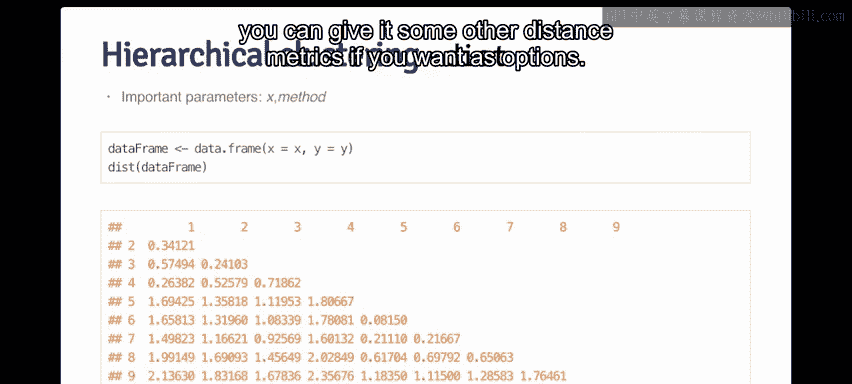 you can give it some other distance
metrics if you want as options.
Hierarchical clustering
· Important parameters: x,method
dataFrame <- data.frame(x = x, y = y)
dist(dataFrame)
## 1 2 3 4 5 6 7 8 9
## 2 0.34121
## 3 0.57494 0.24103
## 4 0.26382 0.52579 0.71862
## 5 1.69425 1.35818 1.11953 1.80667
## 6 1.65813 1.31960 1.08339 1.78081 0.08150
## 7 1.49823 1.16621 0.92569 1.60132 0.21110 0.21667
## 8 1.99149 1.69093 1.45649 2.02849 0.61704 0.69792 0.65063
## 9 2.13630 1.83168 1.67836 2.35676 1.18350 1.11500 1.28583 1.76461